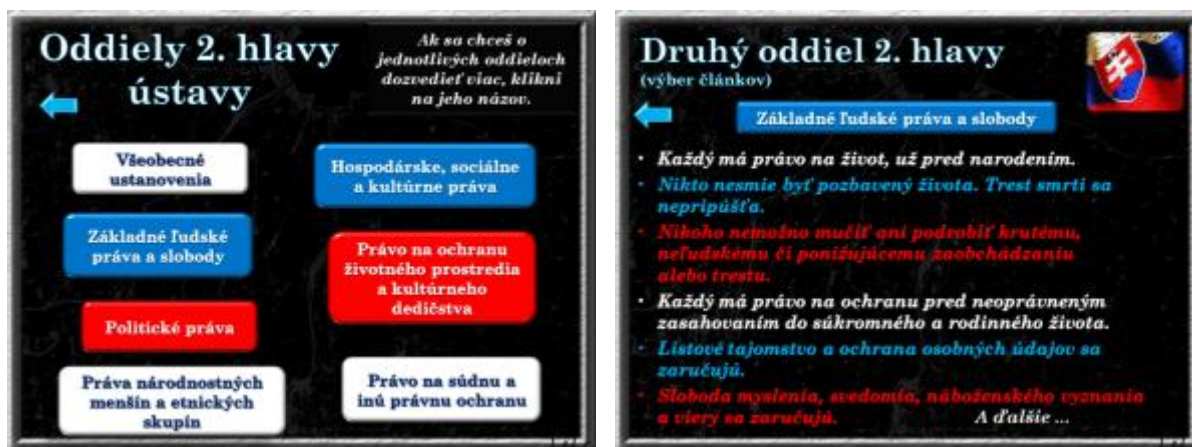 Oddiely 2. hlavy
ústavy
Ak sa chceš o
jednotlivých oddieloch
dozvedieť viac, klikni
na jeho názov.
Všeobecné
ustanovenia
Základné ľudské
práva a slobody
Politické práva
Práva národnostných
menšín a etnických
skupín
Hospodárske, sociálne
a kultúrne práva
Právo na ochranu
životného prostredia
a kultúrneho
dedičstva
Právo na súdnu a
inú právnu ochranu
Druhý oddiel 2. hlavy
(výber článkov)
Základné ľudské práva a slobody
• Každý má právo na život, už pred narodením.
• Nikto nesmie byť pozbavený života. Trest smrti sa
nepripúšťa.
• Nikoho nemožno mučiť ani podrobiť krutému,
neľudskému či ponižujúcemu zaobchádzaniu
alebo trestu.
• Každý má právo na ochranu pred neoprávneným
zasahovaním do súkromného a rodinného života.
• Listové tajomstvo a ochrana osobných údajov sa
zaručujú.
• Sloboda myslenia, svedomia, náboženského vyznania
a viery sa zaručujú.
A ďalšie ...